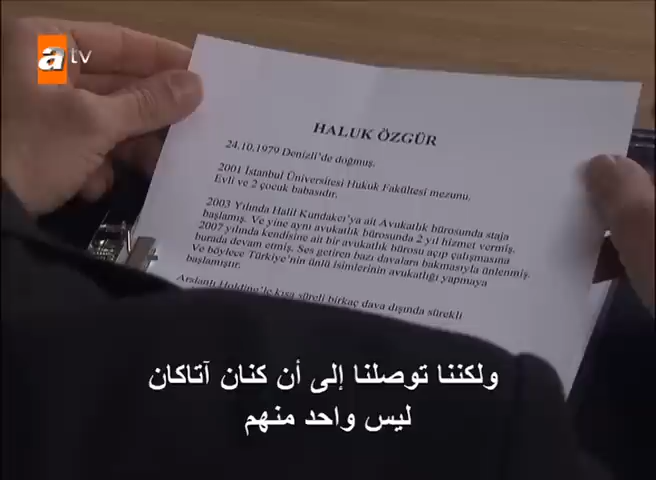 atv
HALUK ÖZGÜR
24.10.1979 Denizli'de doğmuş.
2001 İstanbul Üniversitesi Hukuk Fakültesi mezunu.
Evli ve 2 çocuk babasıdır.
2003 Yılında Halil Kundakcı'ya ait Avukatlık bürosunda staja
başlamış. Ve yine aynı avukatlık bürosunda 2 yıl hizmet vermiş.
2007 yılında kendisine ait bir avukatlık bürosu açıp çalışmasına
burada devam etmiş. Ses getiren bazı davalara bakmasıyla ünlenmiş.
Ve böylece Türkiye'nin ünlü isimlerinin avukatlığı yapmaya
başlamıştır.
Arslanlı Holding'le kısa süreli birkaç dava dışında sürekli
ولكننا توصلنا إلى أن كنان آتاكان
ليس واحد منهم